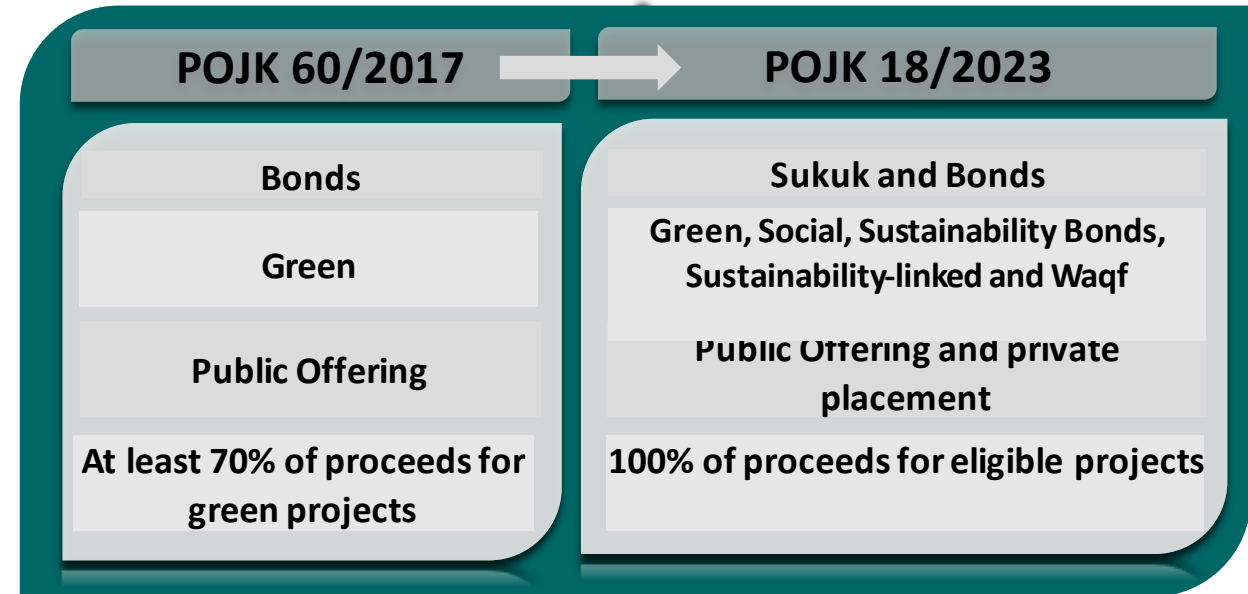 POJK 60/2017
POJK 18/2023
Bonds
Green
Public Offering
At least 70% of proceeds for
green projects
Sukuk and Bonds
Green, Social, Sustainability Bonds,
Sustainability-linked and Waqf
Public Offering and private
placement
100% of proceeds for eligible projects